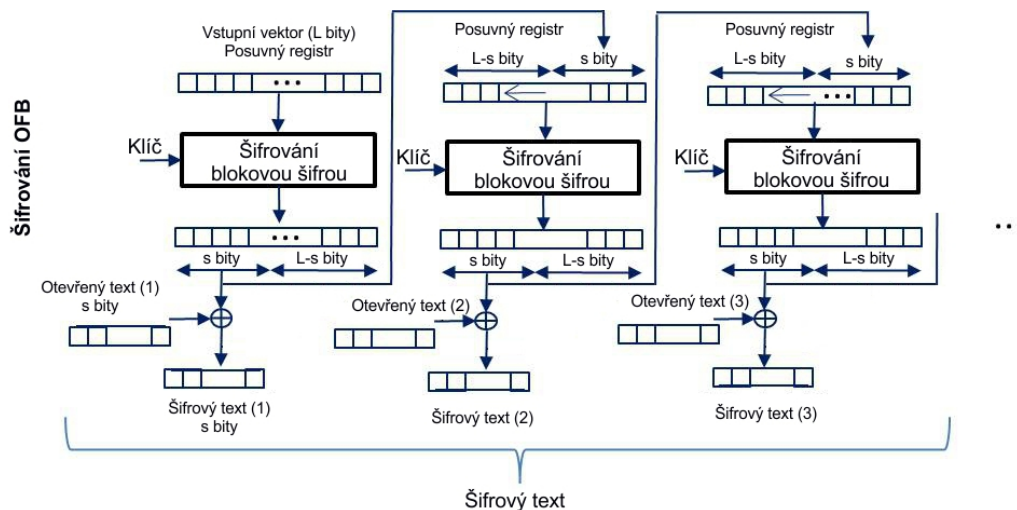 Šifrování OFB
Vstupní vektor (L bity)
Posuvný registr
Klíč
Šifrování
blokovou šifrou
s bity
L-s bity
Otevřený text (1)
s bity
Šifrový text (1)
s bity
Posuvný registr
L-s bity
s bity
Klíč
Šifrování
blokovou šifrou
s bity
L-s bity
Otevřený text (2)
Šifrový text (2)
Posuvný registr
L-s bity
s bity
Klíč
Šifrování
blokovou šifrou
s bity
L-s bity
Otevřený text (3)
Šifrový text (3)
Šifrový text